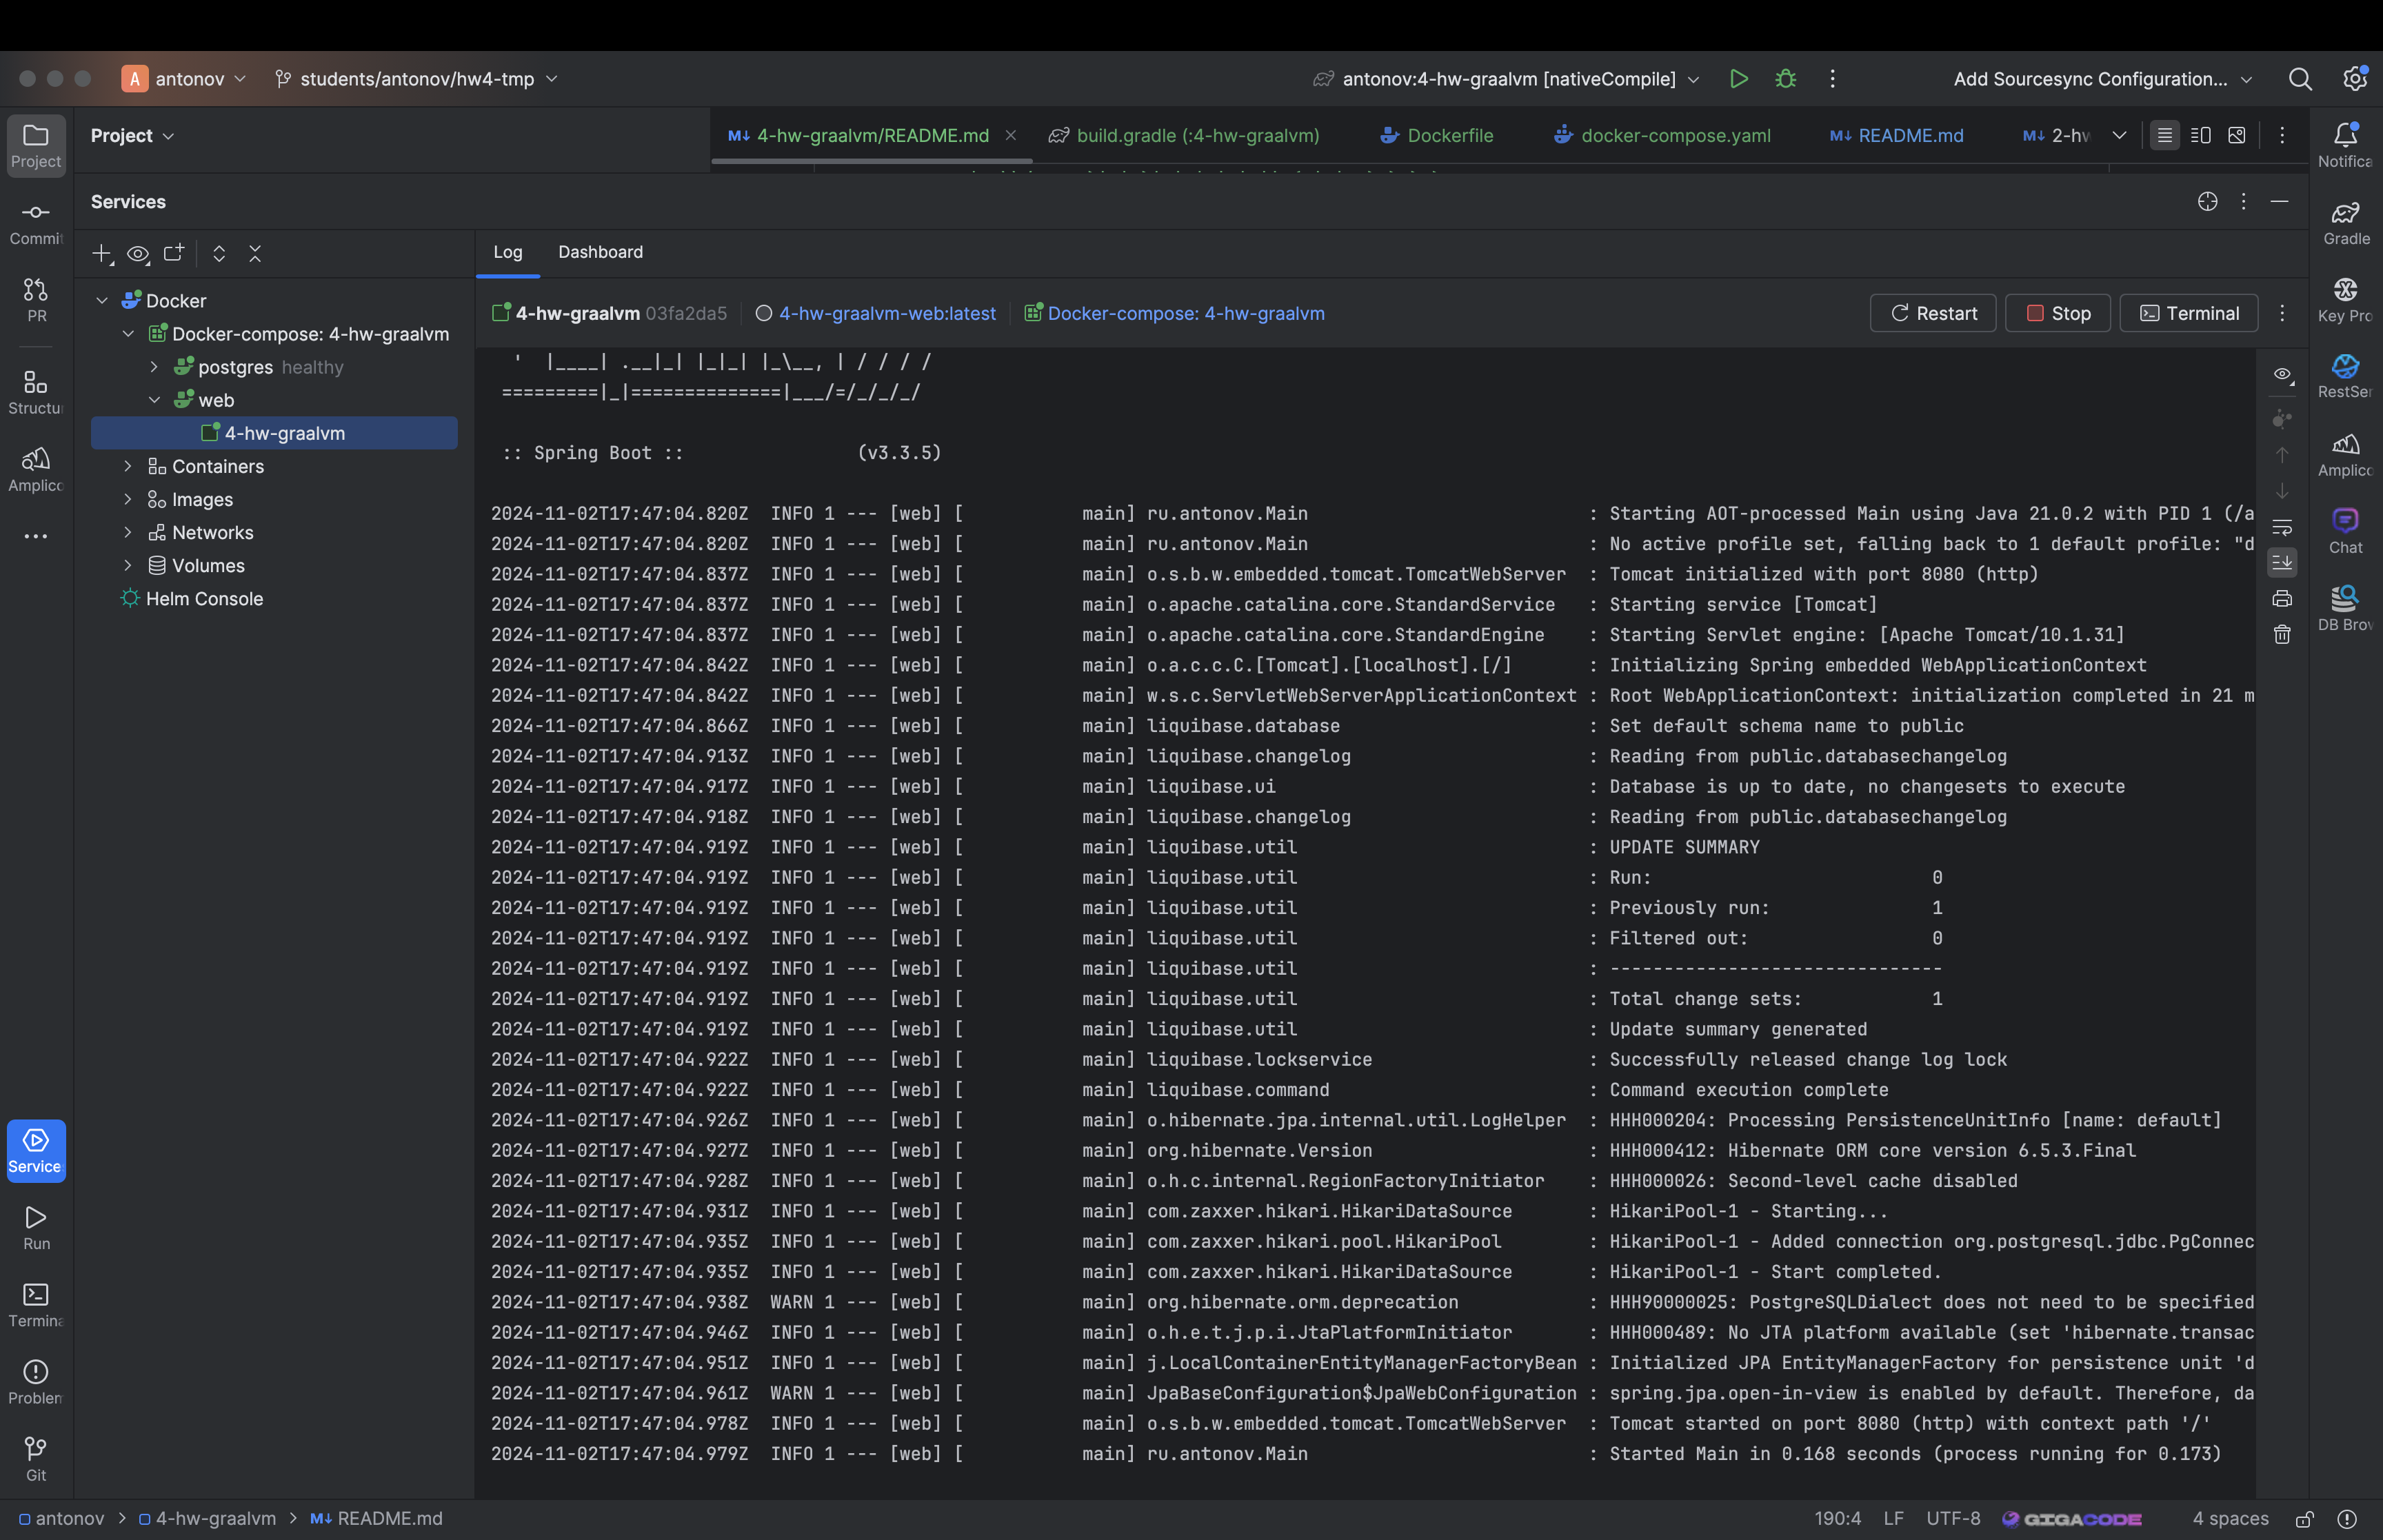 A antonov students/antonov/hw4-tmp antonov:4-hw-graalvm [nativeCompile] Add Sourcesync Configuration...
Project Project 4-hw-graalvm/README.md build.gradle (:4-hw-graalvm) Dockerfile docker-compose.yaml README.md 2-hw
Notifica
Services
Commit
Gradle
Log Dashboard
Docker
PR
4-hw-graalvm 03fa2da5 4-hw-graalvm-web:latest Docker-compose: 4-hw-graalvm Restart Stop Terminal
Key Pro
Docker-compose: 4-hw-graalvm
postgres healthy
web
4-hw-graalvm
Containers
Images
Networks
Volumes
Helm Console
Structu
Amplico
RestSer
Amplico
Chat
DB Brow
' |____| .__|_| |_|_| |_\__, | / / / /
=========|_|==============|___/=/_/_/_/
:: Spring Boot :: (v3.3.5)
2024-11-02T17:47:04.820Z INFO 1 --- [web] [ main] ru.antonov.Main : Starting AOT-processed Main using Java 21.0.2 with PID 1 (/a
2024-11-02T17:47:04.820Z INFO 1 --- [web] [ main] ru.antonov.Main : No active profile set, falling back to 1 default profile: "d
2024-11-02T17:47:04.837Z INFO 1 --- [web] [ main] o.s.b.w.embedded.tomcat.TomcatWebServer : Tomcat initialized with port 8080 (http)
2024-11-02T17:47:04.837Z INFO 1 --- [web] [ main] o.apache.catalina.core.StandardService : Starting service [Tomcat]
2024-11-02T17:47:04.837Z INFO 1 --- [web] [ main] o.apache.catalina.core.StandardEngine : Starting Servlet engine: [Apache Tomcat/10.1.31]
2024-11-02T17:47:04.842Z INFO 1 --- [web] [ main] o.a.c.c.C.[Tomcat].[localhost].[/] : Initializing Spring embedded WebApplicationContext
2024-11-02T17:47:04.842Z INFO 1 --- [web] [ main] w.s.c.ServletWebServerApplicationContext : Root WebApplicationContext: initialization completed in 21 m
2024-11-02T17:47:04.866Z INFO 1 --- [web] [ main] liquibase.database : Set default schema name to public
2024-11-02T17:47:04.913Z INFO 1 --- [web] [ main] liquibase.changelog : Reading from public.databasechangelog
2024-11-02T17:47:04.917Z INFO 1 --- [web] [ main] liquibase.ui : Database is up to date, no changesets to execute
2024-11-02T17:47:04.918Z INFO 1 --- [web] [ main] liquibase.changelog : Reading from public.databasechangelog
2024-11-02T17:47:04.919Z INFO 1 --- [web] [ main] liquibase.util : UPDATE SUMMARY
2024-11-02T17:47:04.919Z INFO 1 --- [web] [ main] liquibase.util : Run: 0
2024-11-02T17:47:04.919Z INFO 1 --- [web] [ main] liquibase.util : Previously run: 1
2024-11-02T17:47:04.919Z INFO 1 --- [web] [ main] liquibase.util : Filtered out: 0
2024-11-02T17:47:04.919Z INFO 1 --- [web] [ main] liquibase.util : -------------------------------
2024-11-02T17:47:04.919Z INFO 1 --- [web] [ main] liquibase.util : Total change sets: 1
2024-11-02T17:47:04.919Z INFO 1 --- [web] [ main] liquibase.util : Update summary generated
2024-11-02T17:47:04.922Z INFO 1 --- [web] [ main] liquibase.lockservice : Successfully released change log lock
2024-11-02T17:47:04.922Z INFO 1 --- [web] [ main] liquibase.command : Command execution complete
2024-11-02T17:47:04.926Z INFO 1 --- [web] [ main] o.hibernate.jpa.internal.util.LogHelper : HHH000204: Processing PersistenceUnitInfo [name: default]
2024-11-02T17:47:04.927Z INFO 1 --- [web] [ main] org.hibernate.Version : HHH000412: Hibernate ORM core version 6.5.3.Final
2024-11-02T17:47:04.928Z INFO 1 --- [web] [ main] o.h.c.internal.RegionFactoryInitiator : HHH000026: Second-level cache disabled
2024-11-02T17:47:04.931Z INFO 1 --- [web] [ main] com.zaxxer.hikari.HikariDataSource : HikariPool-1 - Starting...
2024-11-02T17:47:04.935Z INFO 1 --- [web] [ main] com.zaxxer.hikari.pool.HikariPool : HikariPool-1 - Added connection org.postgresql.jdbc.PgConnec
2024-11-02T17:47:04.935Z INFO 1 --- [web] [ main] com.zaxxer.hikari.HikariDataSource : HikariPool-1 - Start completed.
2024-11-02T17:47:04.938Z WARN 1 --- [web] [ main] org.hibernate.orm.deprecation : HHH90000025: PostgreSQLDialect does not need to be specified
2024-11-02T17:47:04.946Z INFO 1 --- [web] [ main] o.h.e.t.j.p.i.JtaPlatformInitiator : HHH000489: No JTA platform available (set 'hibernate.transac
2024-11-02T17:47:04.951Z INFO 1 --- [web] [ main] j.LocalContainerEntityManagerFactoryBean : Initialized JPA EntityManagerFactory for persistence unit 'd
2024-11-02T17:47:04.961Z WARN 1 --- [web] [ main] JpaBaseConfiguration$JpaWebConfiguration : spring.jpa.open-in-view is enabled by default. Therefore, da
2024-11-02T17:47:04.978Z INFO 1 --- [web] [ main] o.s.b.w.embedded.tomcat.TomcatWebServer : Tomcat started on port 8080 (http) with context path '/'
2024-11-02T17:47:04.979Z INFO 1 --- [web] [ main] ru.antonov.Main : Started Main in 0.168 seconds (process running for 0.173)
Service
Run
Termina
Problem
Git
antonov > 4-hw-graalvm > README.md 190:4 LF UTF-8 GIGACODE 4 spaces